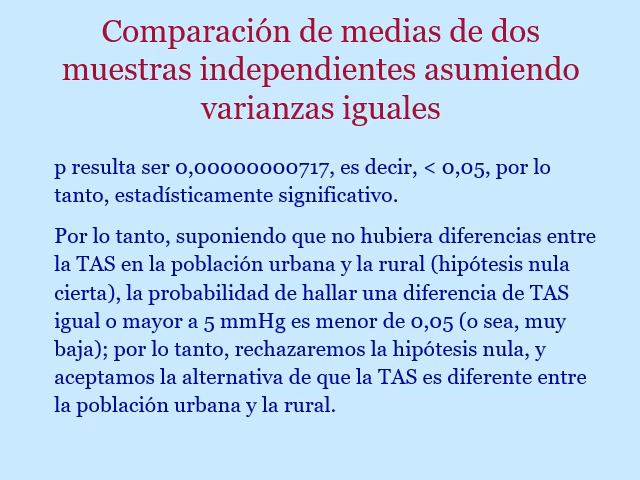 Comparación de medias de dos
muestras independientes asumiendo
varianzas iguales
p resulta ser 0,00000000717, es decir, < 0,05, por lo
tanto, estadísticamente significativo.
Por lo tanto, suponiendo que no hubiera diferencias entre
la TAS en la población urbana y la rural (hipótesis nula
cierta), la probabilidad de hallar una diferencia de TAS
igual o mayor a 5 mmHg es menor de 0,05 (o sea, muy
baja); por lo tanto, rechazaremos la hipótesis nula, y
aceptamos la alternativa de que la TAS es diferente entre
la población urbana y la rural.